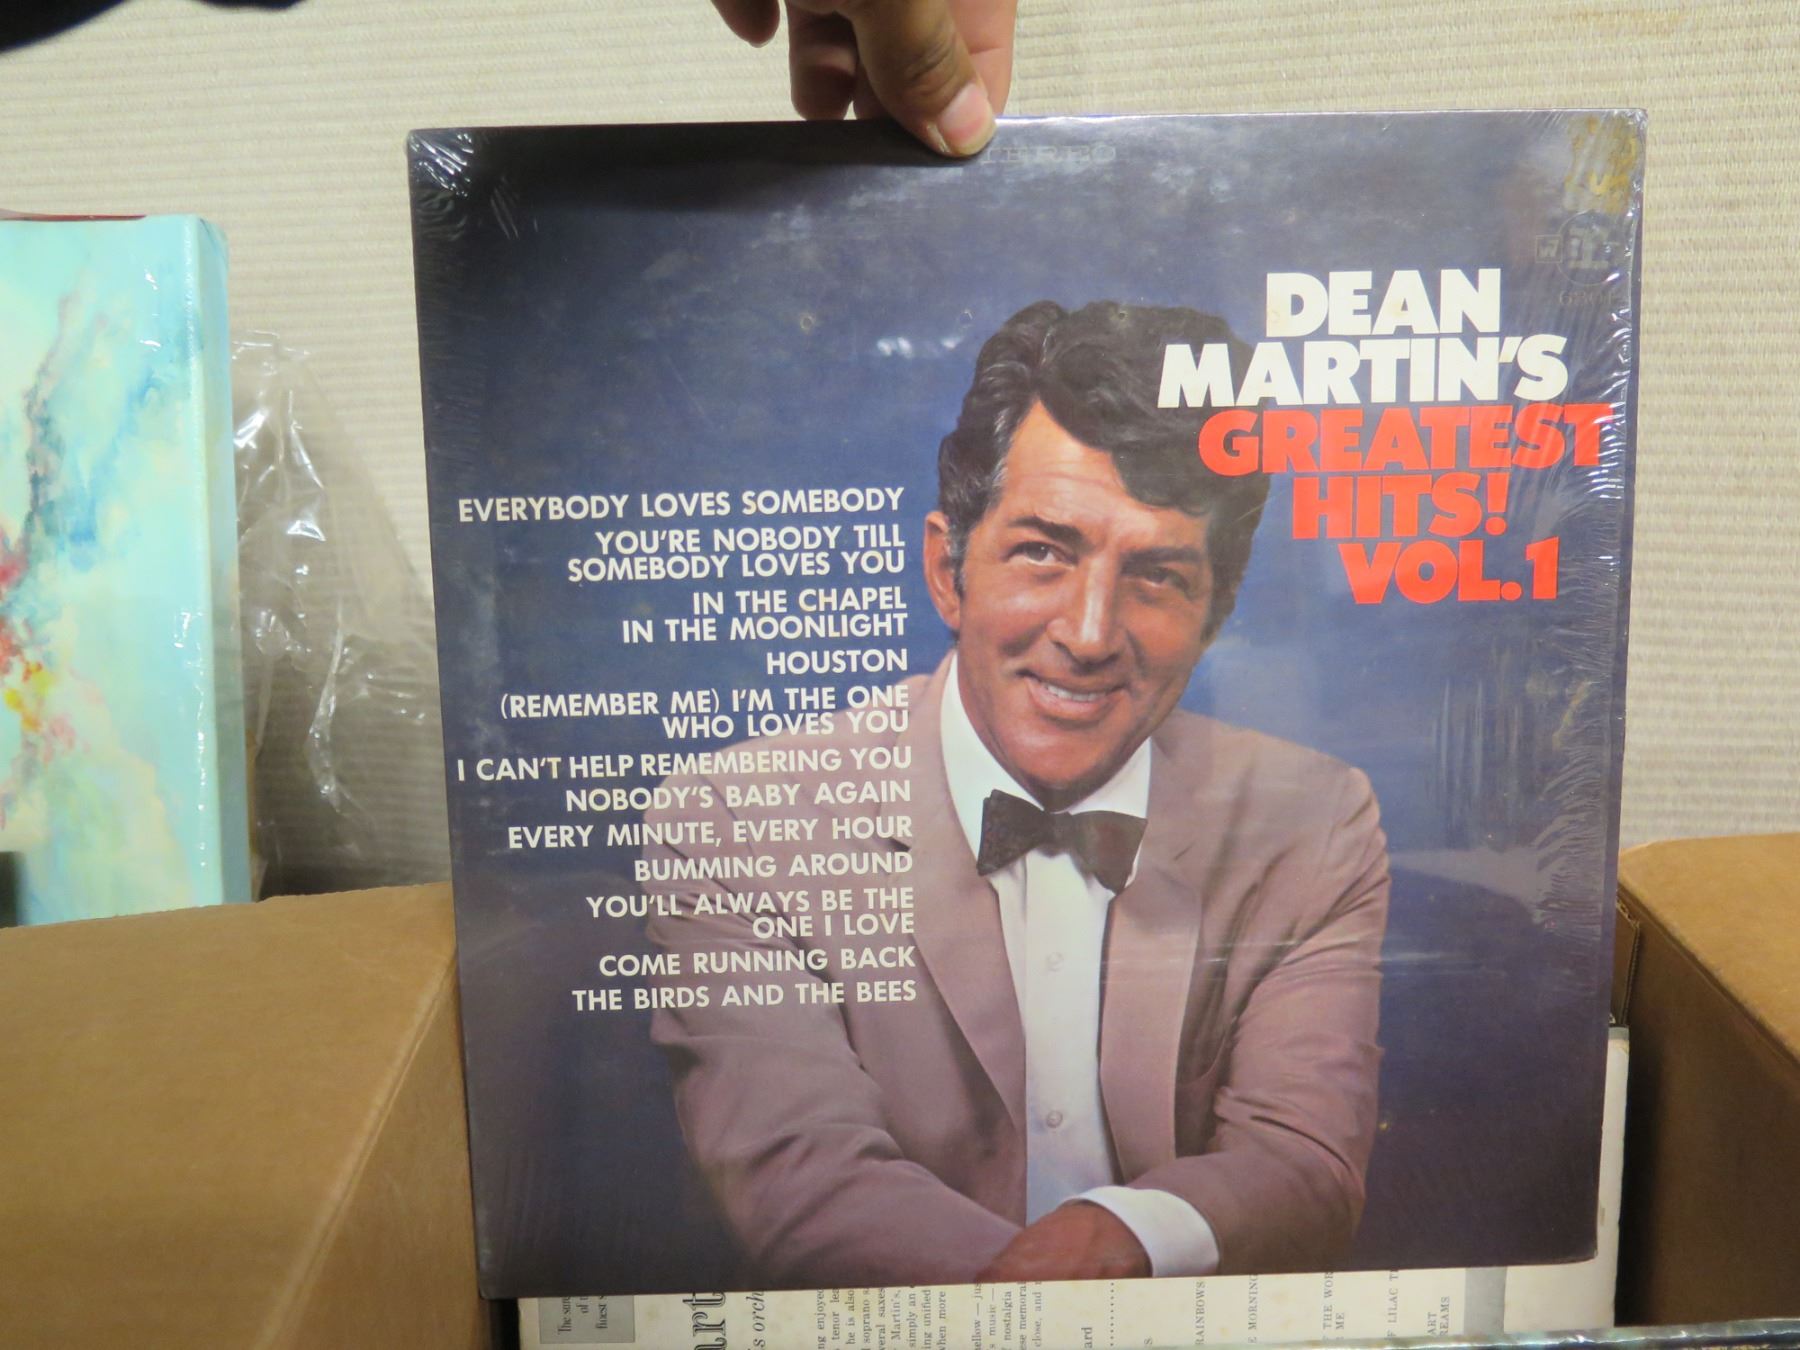 STEREO
DEAN
MARTIN'S
GREATEST
HITS!
VOL.1
EVERYBODY LOVES SOMEBODY
YOU'RE NOBODY TILL
SOMEBODY LOVES YOU
IN THE CHAPEL
IN THE MOONLIGHT
HOUSTON
(REMEMBER ME) I'M THE ONE
WHO LOVES YOU
I CAN'T HELP REMEMBERING YOU
NOBODY'S BABY AGAIN
EVERY MINUTE, EVERY HOUR
BUMMING AROUND
YOU'LL ALWAYS BE THE
ONE I LOVE
COME RUNNING BACK
THE BIRDS AND THE BEES